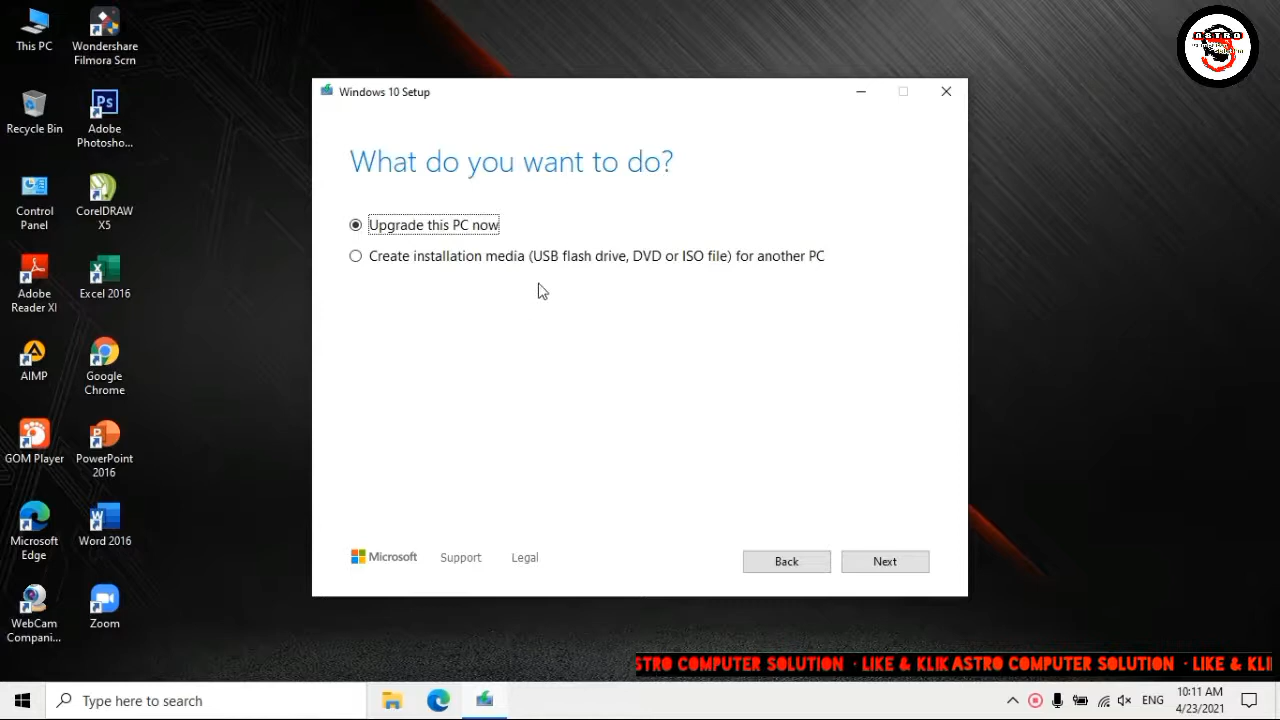 This PC
Wondershare
Filmora Scrn
Recycle Bin
Adobe
Photosho...
Control
Panel
CorelDRAW
X5
Adobe
Reader XI
Excel 2016
AIMP
Google
Chrome
GOM Player
PowerPoint
2016
Microsoft
Edge
Word 2016
WebCam
Compani...
Zoom
Windows 10 Setup
What do you want to do?
Upgrade this PC now
Create installation media (USB flash drive, DVD or ISO file) for another PC
Microsoft
Support
Legal
Back
Next
ASTRO
STRO COMPUTER SOLUTION · LIKE & KLIK ASTRO COMPUTER SOLUTION · LIKE & KLI
Type here to search
ENG
10:11 AM
4/23/2021